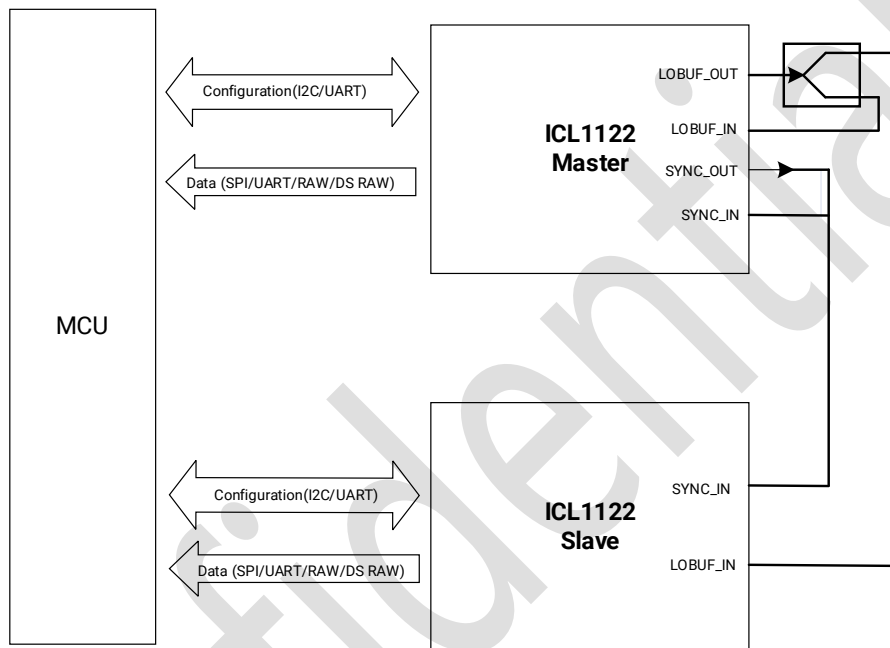 LOBUF_OUT
Configuration(I2C/UART)
ICL1122
Master
LOBUF_IN
SYNC_OUT
Data (SPI/UART/RAW/DS RAW)
SYNC_IN
MCU
Configuration(I2C/UART)
SYNC_IN
ICL1122
Slave
Data (SPI/UART/RAW/DS RAW)
LOBUF_IN
fidential